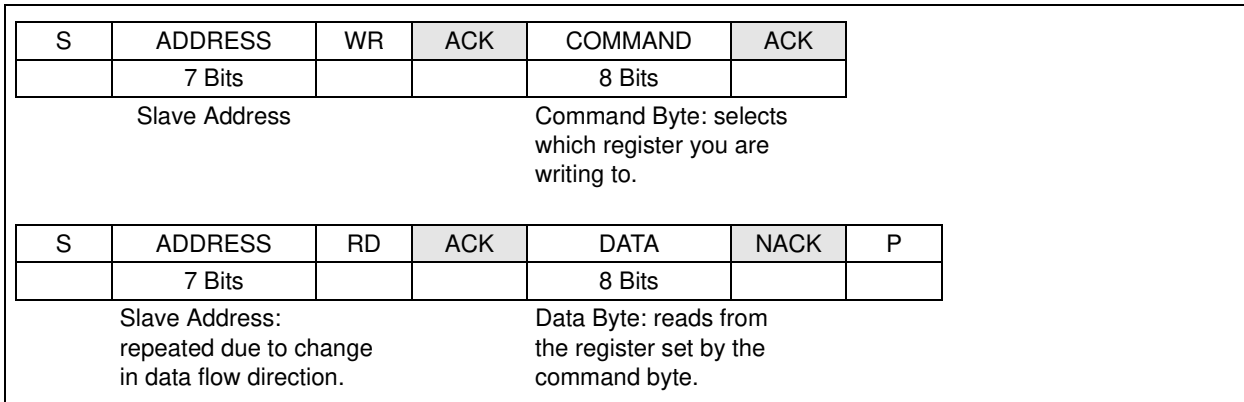 S ADDRESS WR ACK COMMAND ACK
7 Bits 8 Bits
Slave Address Command Byte: selects
which register you are
writing to.
S ADDRESS RD ACK DATA NACK P
7 Bits 8 Bits
Slave Address: Data Byte: reads from
repeated due to change the register set by the
in data flow direction. command byte.